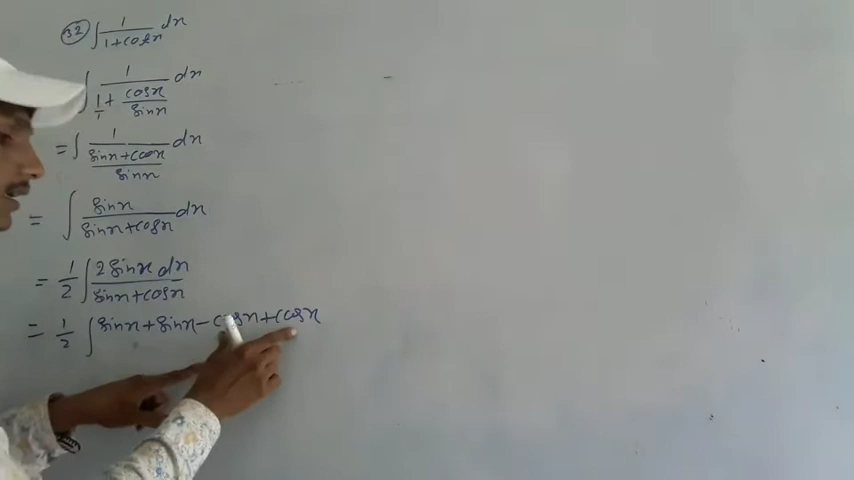 32 ∫ 1/(1+cotx) dx
∫ 1/(1/1 + cosx/sinx) dx
= ∫ 1/((sinx+cosx)/sinx) dx
= ∫ sinx/(sinx+cosx) dx
= 1/2 ∫ 2sinx dx/(sinx+cosx)
= 1/2 ∫ sinx+sinx-cosx+cosx